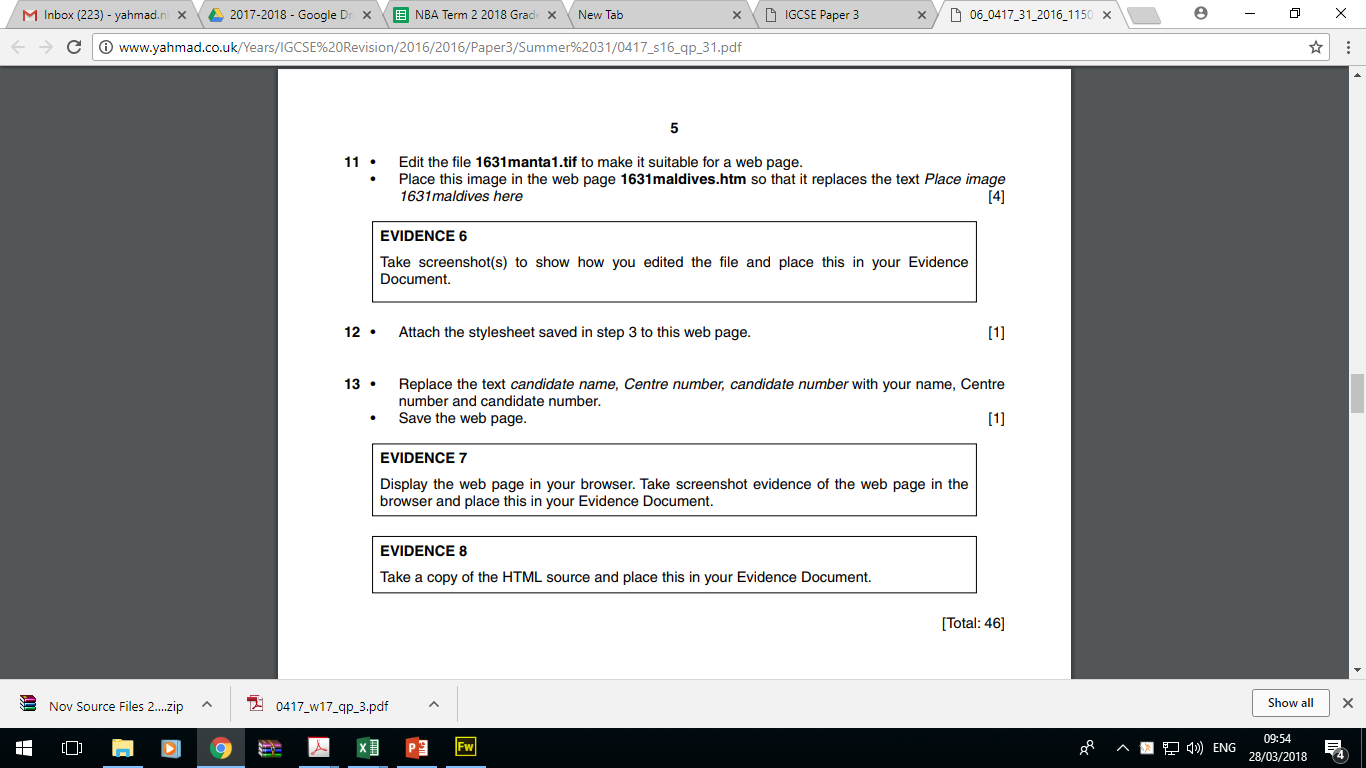 Inbox (223) - yahmad.n
2017-2018 - Google D
NBA Term 2 2018 Grade
New Tab
IGCSE Paper 3
06_0417_31_2016_1150
www.yahmad.co.uk/Years/IGCSE%20Revision/2016/2016/Paper3/Summer%2031/0417_s16_qp_31.pdf
5
11 • Edit the file 1631manta1.tif to make it suitable for a web page.
• Place this image in the web page 1631maldives.htm so that it replaces the text Place image
1631maldives here [4]
EVIDENCE 6
Take screenshot(s) to show how you edited the file and place this in your Evidence
Document.
12 • Attach the stylesheet saved in step 3 to this web page. [1]
13 • Replace the text candidate name, Centre number, candidate number with your name, Centre
number and candidate number.
• Save the web page. [1]
EVIDENCE 7
Display the web page in your browser. Take screenshot evidence of the web page in the
browser and place this in your Evidence Document.
EVIDENCE 8
Take a copy of the HTML source and place this in your Evidence Document.
[Total: 46]
Nov Source Files 2....zip
0417_w17_qp_3.pdf
Show all
Fw
ENG
09:54
28/03/2018
4